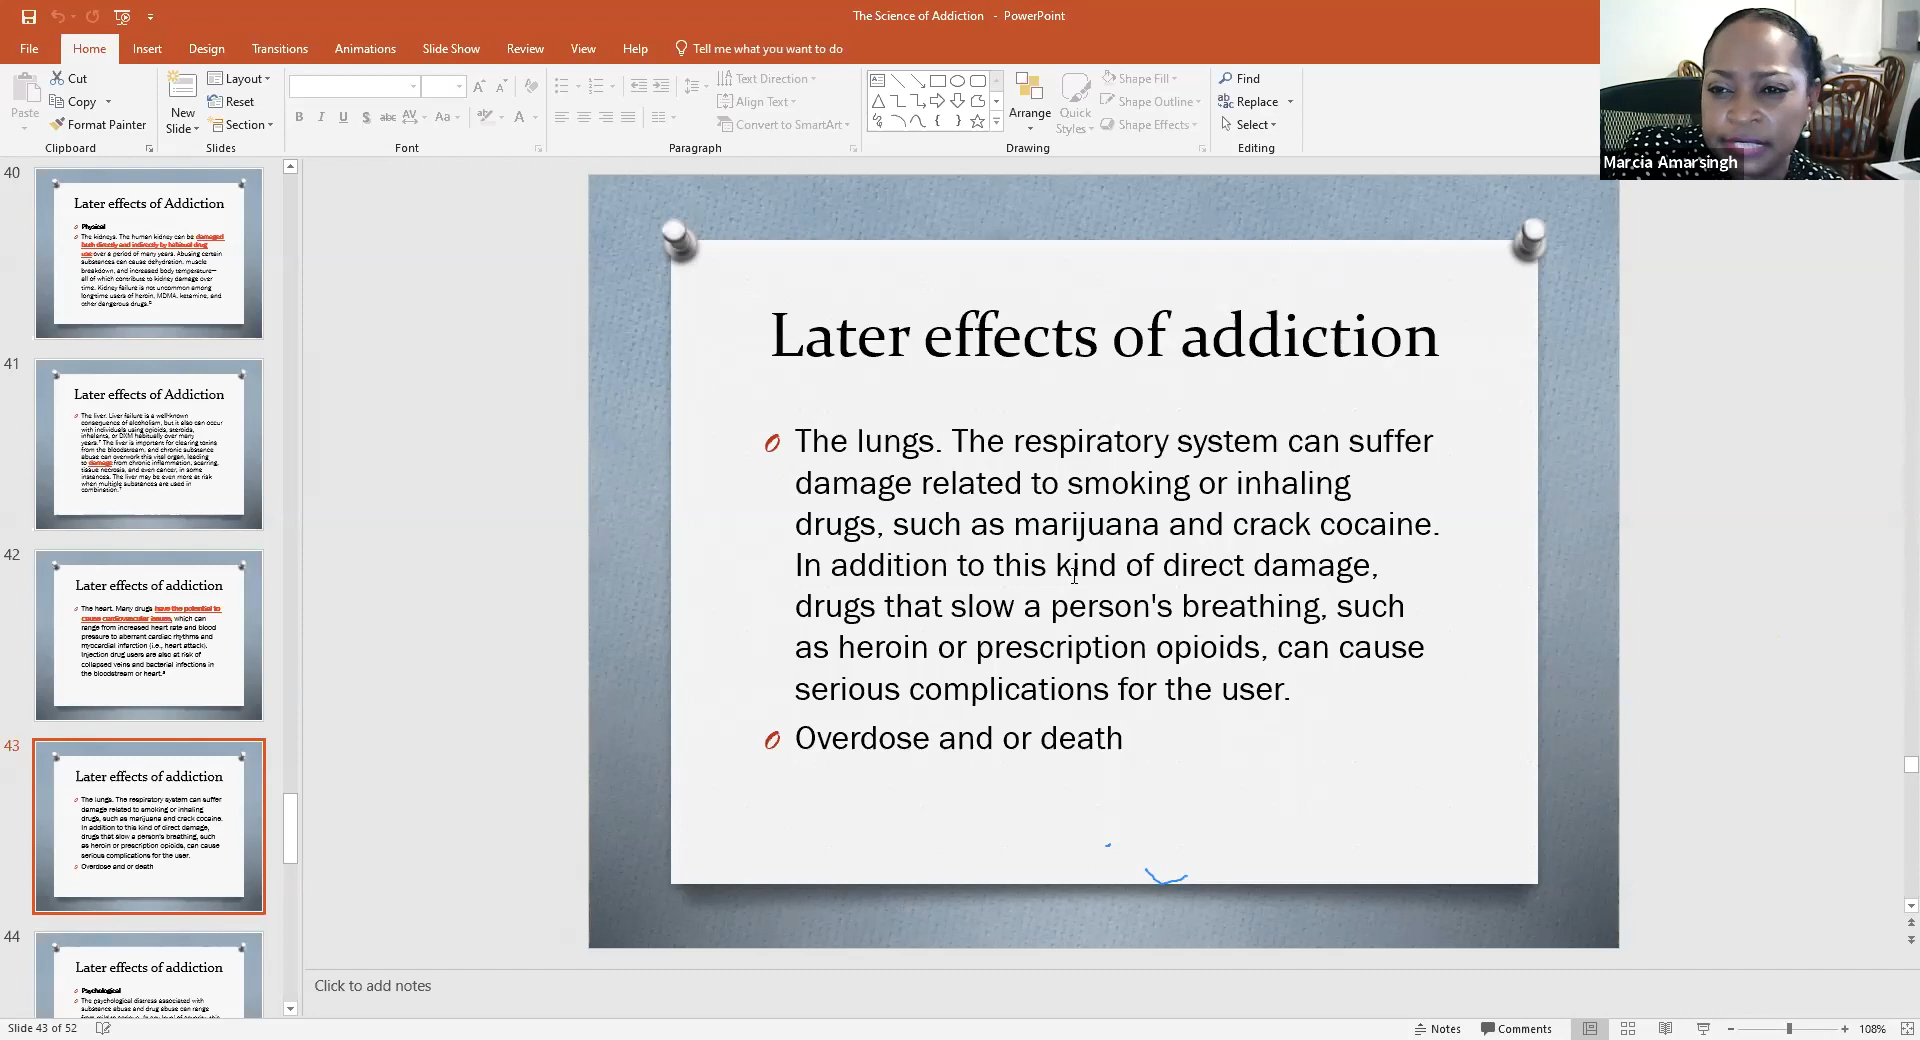 The Science of Addiction - PowerPoint
File Home Insert Design Transitions Animations Slide Show Review View Help Tell me what you want to do
Paste
Cut
Copy
Format Painter
Clipboard
New
Slide
Layout
Reset
Section
Slides
B I U S abc AV Aa A
Font
Text Direction
Align Text
Convert to SmartArt
Paragraph
Arrange
Quick
Styles
Shape Fill
Shape Outline
Shape Effects
Drawing
Find
Replace
Select
Editing
Marcia Amarsingh
40
Later effects of Addiction
Physical
The kidneys. The human kidney can be damaged
both directly and indirectly by habitual drug
use over a period of many years. Abusing certain
substances can cause dehydration, muscle
breakdown, and increased body temperature—
all of which contribute to kidney damage over
time. Kidney failure is not uncommon among
long-time users of heroin, MDMA, ketamine, and
other dangerous drugs.
41
Later effects of Addiction
The liver. Liver failure is a well-known
consequence of alcoholism, but it also can occur
with individuals using opioids, steroids,
inhalants, or DXM habitually over many
years. The liver is important for clearing toxins
from the bloodstream, and chronic substance
abuse can overwork this vital organ, leading
to damage from chronic inflammation, scarring,
tissue necrosis, and even cancer, in some
instances. The liver may be even more at risk
when multiple substances are used in
combination.
42
Later effects of addiction
The heart. Many drugs have the potential to
cause cardiovascular issues, which can
range from increased heart rate and blood
pressure to aberrant cardiac rhythms and
myocardial infarction (i.e., heart attack).
Injection drug users are also at risk of
collapsed veins and bacterial infections in
the bloodstream or heart.
43
Later effects of addiction
The lungs. The respiratory system can suffer
damage related to smoking or inhaling
drugs, such as marijuana and crack cocaine.
In addition to this kind of direct damage,
drugs that slow a person's breathing, such
as heroin or prescription opioids, can cause
serious complications for the user.
Overdose and or death
44
Later effects of addiction
Psychological
The psychological distress associated with
substance abuse and drug abuse can range
Later effects of addiction
The lungs. The respiratory system can suffer
damage related to smoking or inhaling
drugs, such as marijuana and crack cocaine.
In addition to this kind of direct damage,
drugs that slow a person's breathing, such
as heroin or prescription opioids, can cause
serious complications for the user.
Overdose and or death
Click to add notes
Slide 43 of 52
Notes Comments 108%